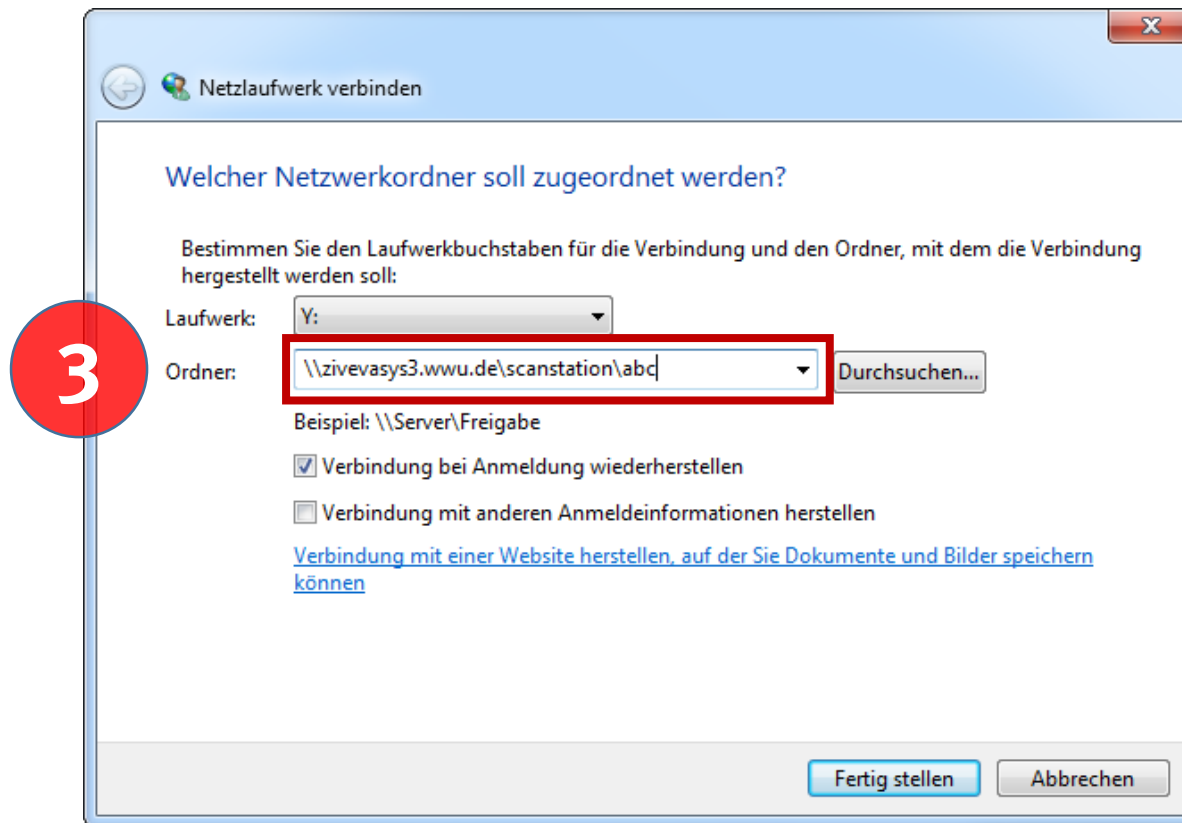 Netzlaufwerk verbinden
Welcher Netzwerkordner soll zugeordnet werden?
Bestimmen Sie den Laufwerkbuchstaben für die Verbindung und den Ordner, mit dem die Verbindung
hergestellt werden soll:
Laufwerk: Y:
3
Ordner: \\zivevasys3.wwu.de\scanstation\abc Durchsuchen...
Beispiel: \\Server\Freigabe
Verbindung bei Anmeldung wiederherstellen
Verbindung mit anderen Anmeldeinformationen herstellen
Verbindung mit einer Website herstellen, auf der Sie Dokumente und Bilder speichern
können
Fertig stellen Abbrechen